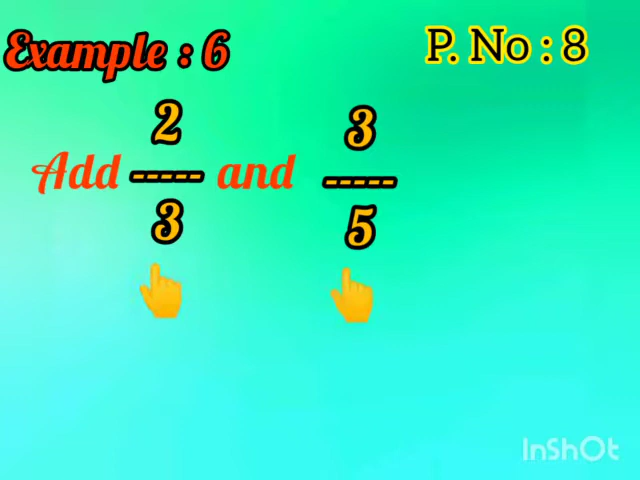 Example : 6
P. No : 8
2 3
Add ----- and -----
3 5
InShOt